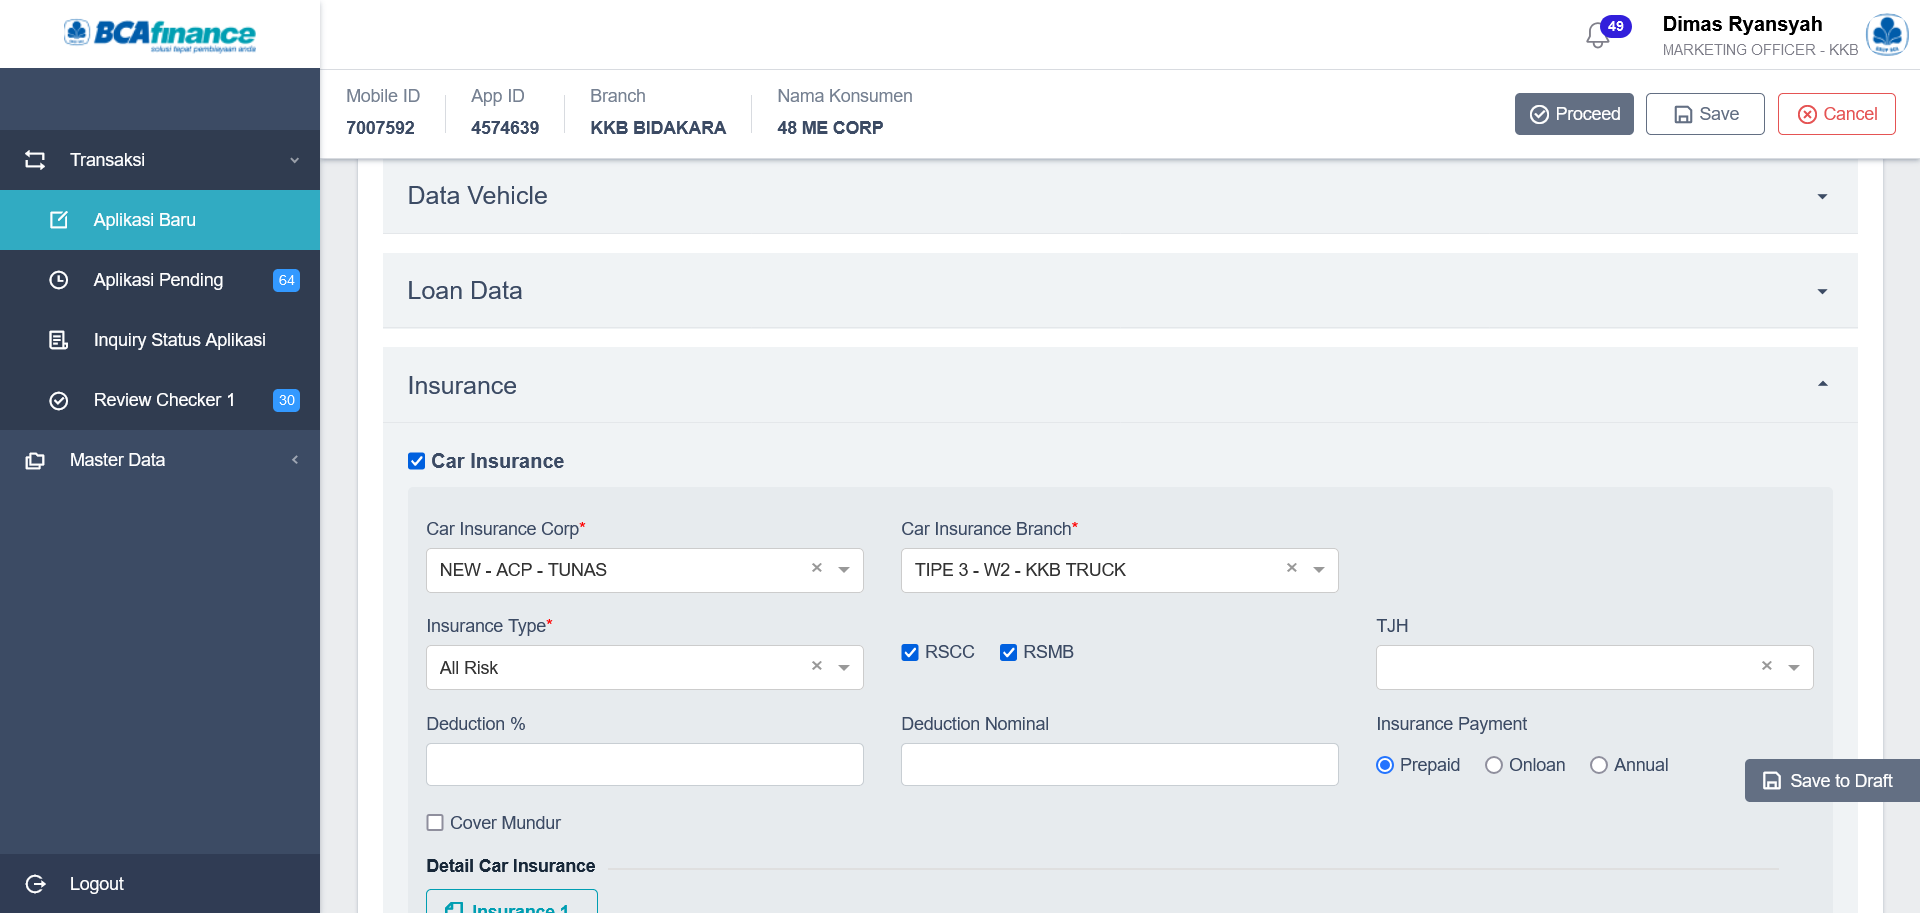 BCAfinance
solusi tepat pembiayaan anda
49
Dimas Ryansyah
MARKETING OFFICER - KKB
Mobile ID
7007592
App ID
4574639
Branch
KKB BIDAKARA
Nama Konsumen
48 ME CORP
Proceed
Save
Cancel
Transaksi
Aplikasi Baru
Aplikasi Pending
64
Inquiry Status Aplikasi
Review Checker 1
30
Master Data
Logout
Data Vehicle
Loan Data
Insurance
Car Insurance
Car Insurance Corp*
NEW - ACP - TUNAS
Car Insurance Branch*
TIPE 3 - W2 - KKB TRUCK
Insurance Type*
All Risk
RSCC
RSMB
TJH
Deduction %
Deduction Nominal
Insurance Payment
Prepaid
Onloan
Annual
Save to Draft
Cover Mundur
Detail Car Insurance
Insurance 1